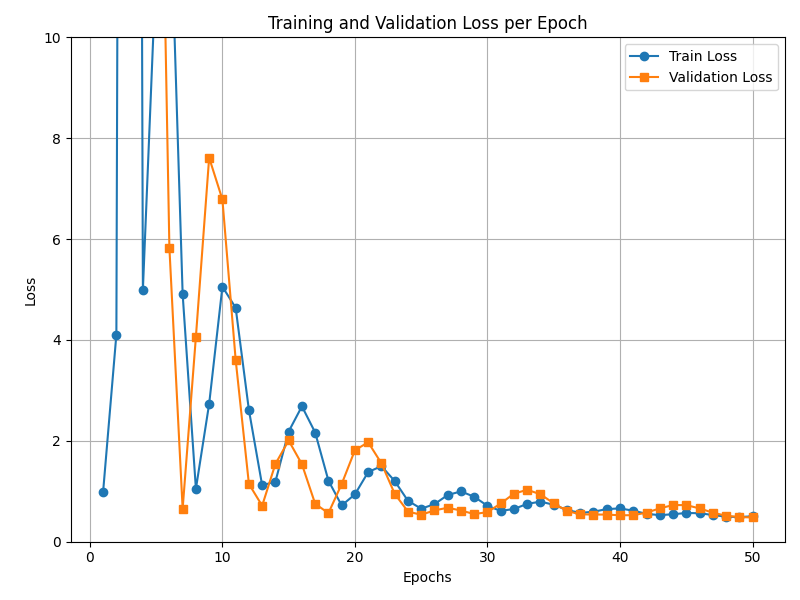 Training and Validation Loss per Epoch
Train Loss
Validation Loss
Loss
10
8
6
4
2
0
0 10 20 30 40 50
Epochs